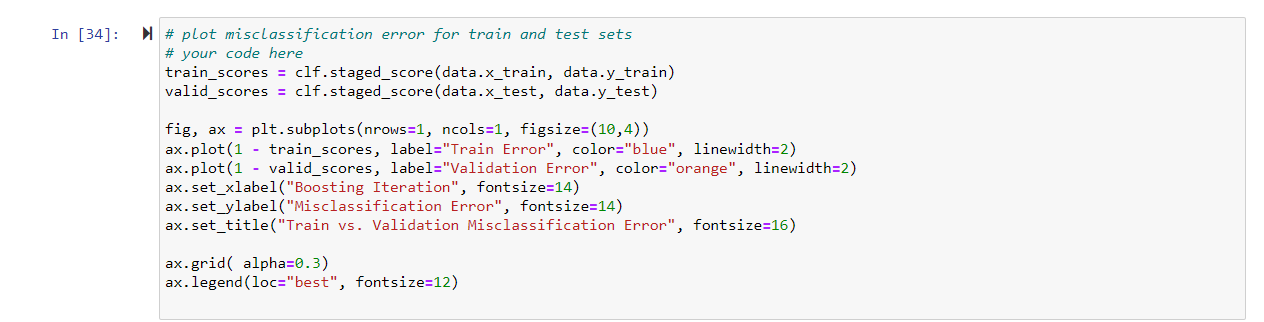 In [34]:
# plot misclassification error for train and test sets
# your code here
train_scores = clf.staged_score(data.x_train, data.y_train)
valid_scores = clf.staged_score(data.x_test, data.y_test)
fig, ax = plt.subplots(nrows=1, ncols=1, figsize=(10,4))
ax.plot(1 - train_scores, label="Train Error", color="blue", linewidth=2)
ax.plot(1 - valid_scores, label="Validation Error", color="orange", linewidth=2)
ax.set_xlabel("Boosting Iteration", fontsize=14)
ax.set_ylabel("Misclassification Error", fontsize=14)
ax.set_title("Train vs. Validation Misclassification Error", fontsize=16)
ax.grid( alpha=0.3)
ax.legend(loc="best", fontsize=12)